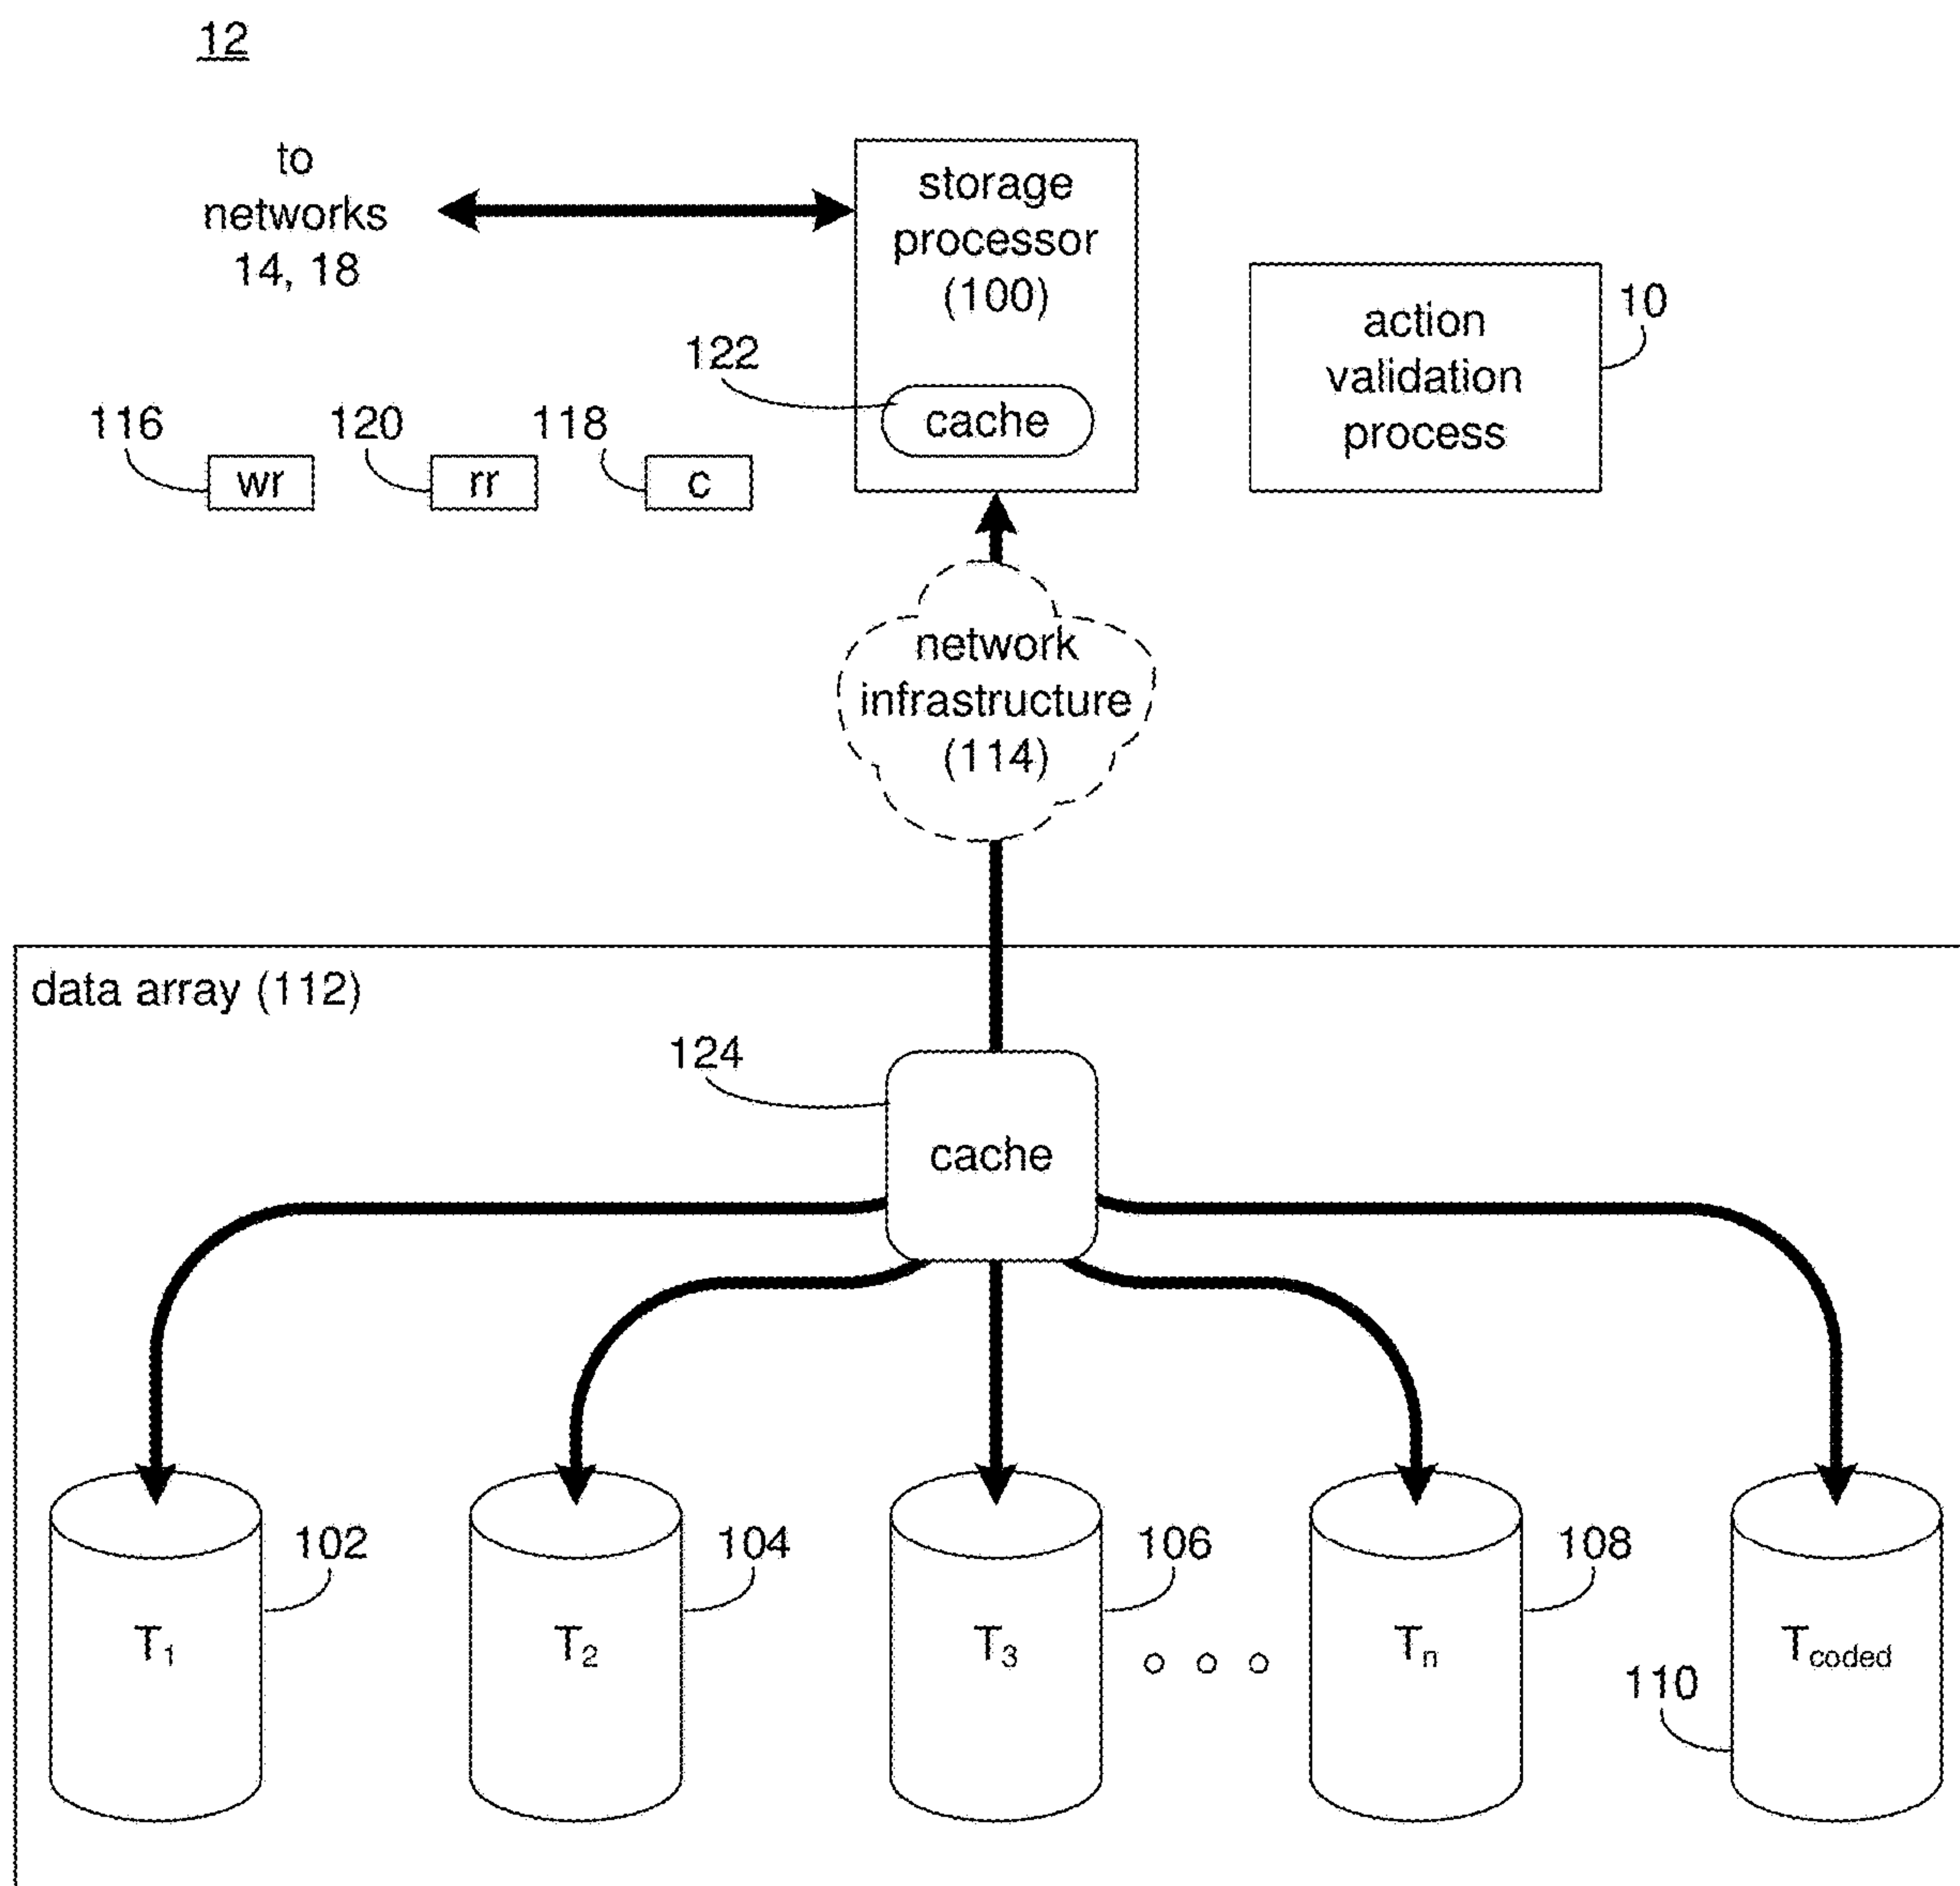 12
to
networks
14, 18
storage
processor
(100)
122
cache
action
validation
process
10
116
120
118
wr
rr
c
network
infrastructure
(114)
data array (112)
124
cache
102
104
106
108
T1
T2
T3
Tn
Tcoded
110